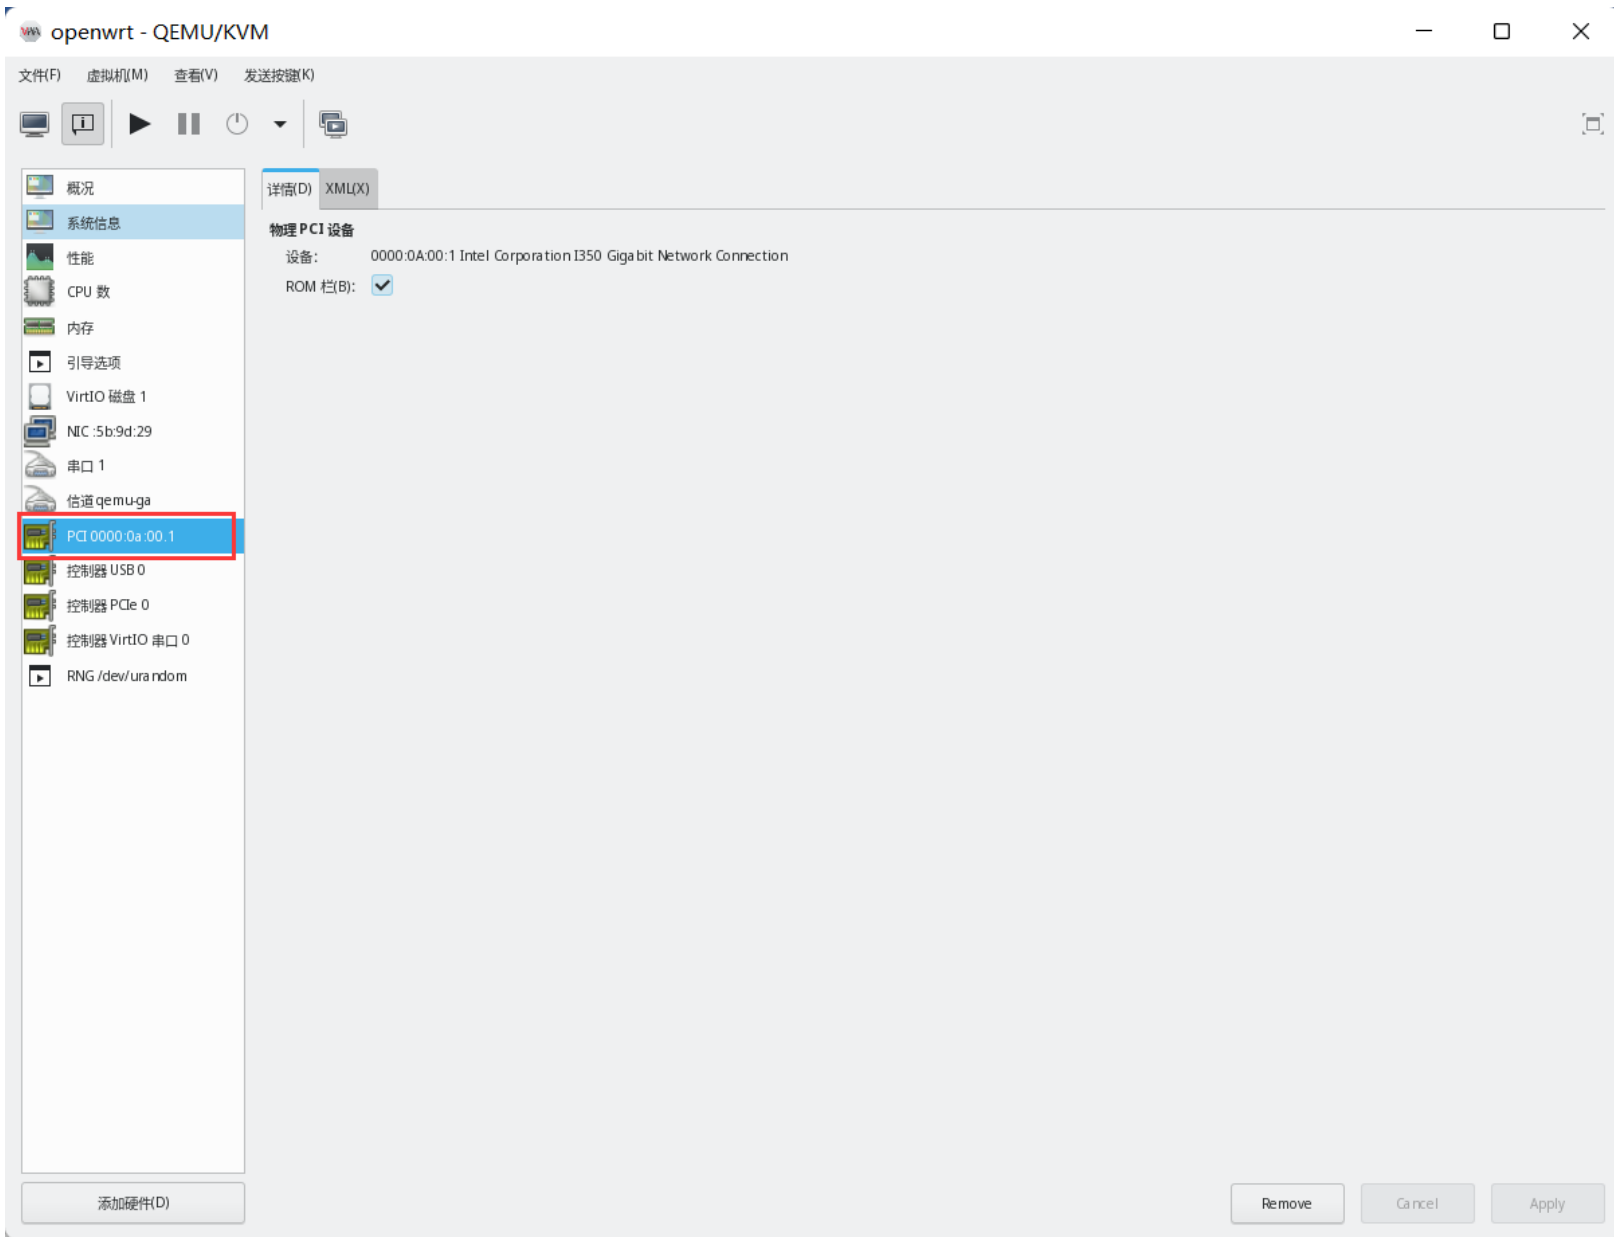 openwrt - QEMU/KVM
文件(F) 虚拟机(M) 查看(V) 发送按键(K)
概况
系统信息
性能
CPU 数
内存
引导选项
VirtIO 磁盘 1
NIC :5b:9d:29
串口 1
信道 qemu-ga
PCI 0000:0a:00.1
控制器 USB 0
控制器 PCIe 0
控制器 VirtIO 串口 0
RNG /dev/urandom
添加硬件(D)
详情(D) XML(X)
物理 PCI 设备
设备: 0000:0A:00:1 Intel Corporation I350 Gigabit Network Connection
ROM 栏(B):
Remove Cancel Apply